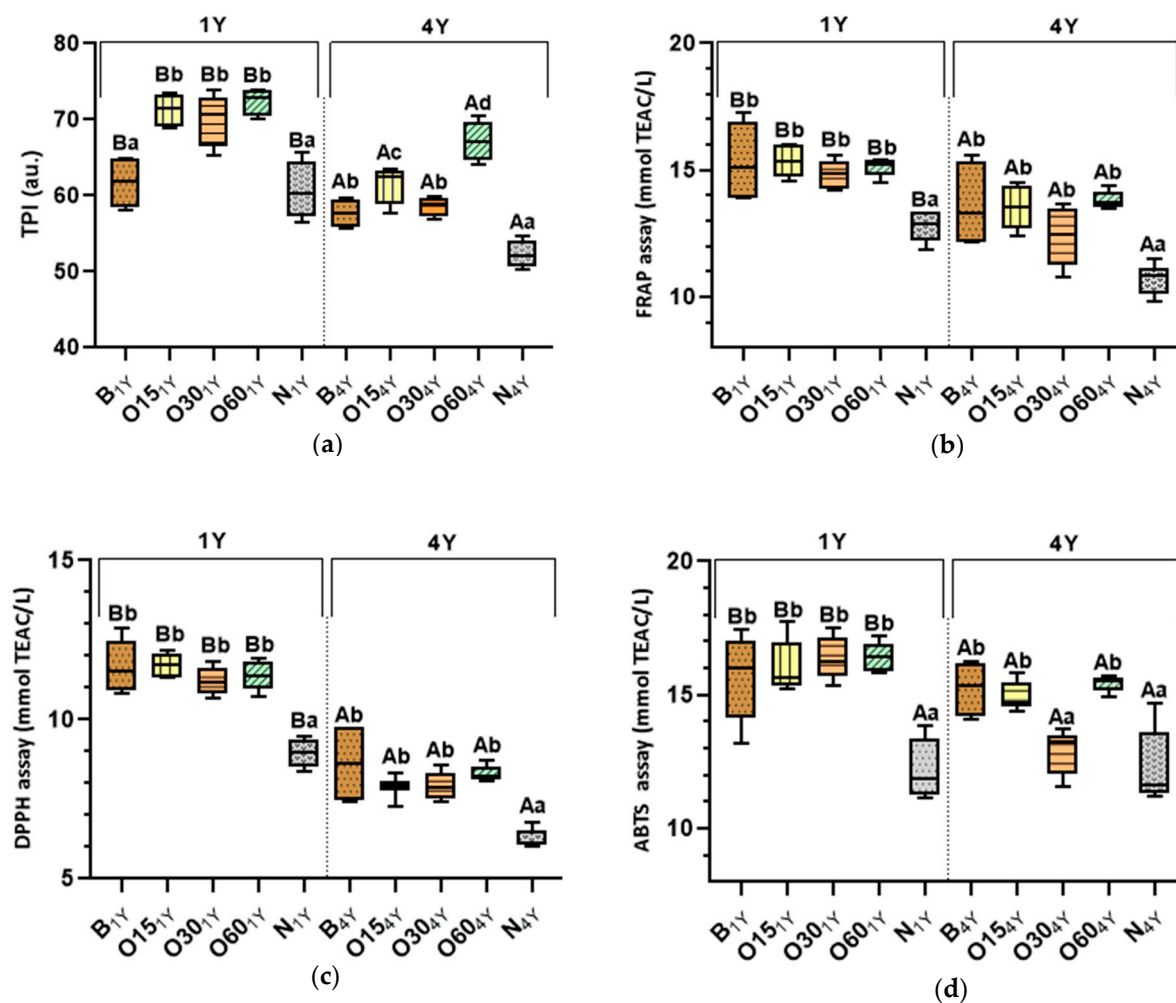 1Y 4Y
80
70
60
50
40
TPI (au.)
Ba Bb Bb Bb Ba Ab Ac Ab Ad Aa
B1Y O151Y O301Y O601Y N1Y B4Y O154Y O304Y O604Y N4Y
(a)
1Y 4Y
20
15
10
FRAP assay (mmol TEAC/L)
Bb Bb Bb Bb Ba Ab Ab Ab Ab Aa
B1Y O151Y O301Y O601Y N1Y B4Y O154Y O304Y O604Y N4Y
(b)
1Y 4Y
15
10
5
DPPH assay (mmol TEAC/L)
Bb Bb Bb Bb Ba Ab Ab Ab Ab Aa
B1Y O151Y O301Y O601Y N1Y B4Y O154Y O304Y O604Y N4Y
(c)
1Y 4Y
20
15
10
ABTS assay (mmol TEAC/L)
Bb Bb Bb Bb Aa Ab Ab Aa Ab Aa
B1Y O151Y O301Y O601Y N1Y B4Y O154Y O304Y O604Y N4Y
(d)